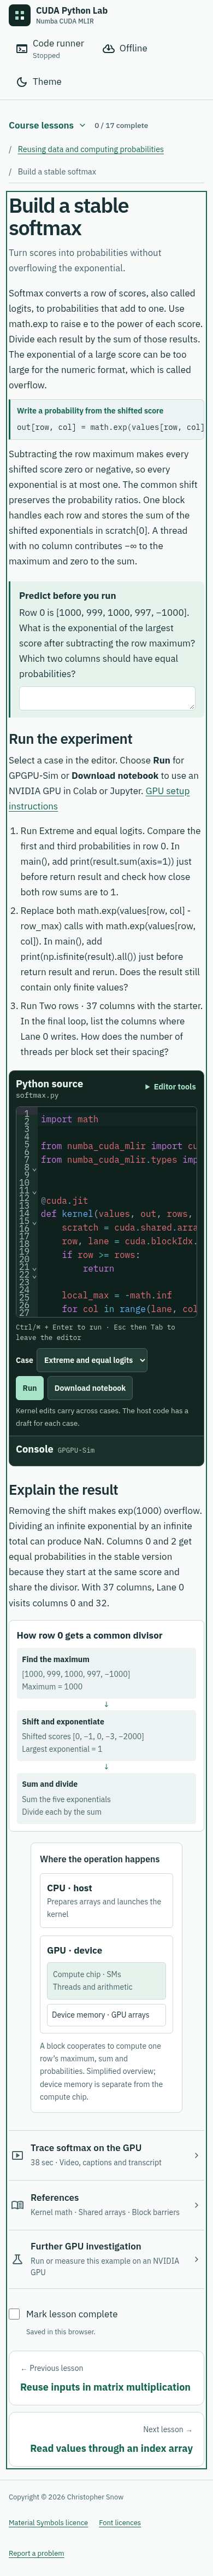 CUDA Python Lab
Numba CUDA MLIR
Code runner
Stopped
Offline
Theme
Course lessons
0 / 17 complete
/ Reusing data and computing probabilities
/ Build a stable softmax
Build a stable
softmax
Turn scores into probabilities without
overflowing the exponential.
Softmax converts a row of scores, also called
logits, to probabilities that add to one. Use
math.exp to raise e to the power of each score.
Divide each result by the sum of those results.
The exponential of a large score can be too
large for the numeric format, which is called
overflow.
Write a probability from the shifted score
out[row, col] = math.exp(values[row, col]
Subtracting the row maximum makes every
shifted score zero or negative, so every
exponential is at most one. The common shift
preserves the probability ratios. One block
handles each row and stores the sum of the
shifted exponentials in scratch[0]. A thread
with no column contributes −∞ to the
maximum and zero to the sum.
Predict before you run
Row 0 is [1000, 999, 1000, 997, −1000].
What is the exponential of the largest
score after subtracting the row maximum?
Which two columns should have equal
probabilities?
Run the experiment
Select a case in the editor. Choose Run for
GPGPU-Sim or Download notebook to use an
NVIDIA GPU in Colab or Jupyter. GPU setup
instructions
1. Run Extreme and equal logits. Compare the
first and third probabilities in row 0. In
main(), add print(result.sum(axis=1)) just
before return result and check how close
both row sums are to 1.
2. Replace both math.exp(values[row, col] -
row_max) calls with math.exp(values[row,
col]). In main(), add
print(np.isfinite(result).all()) just before
return result and rerun. Does the result still
contain only finite values?
3. Run Two rows · 37 columns with the starter.
In the final loop, list the columns where
Lane 0 writes. How does the number of
threads per block set their spacing?
Python source
softmax.py
Editor tools
import math
from numba_cuda_mlir import cu
from numba_cuda_mlir.types imp
@cuda.jit
def kernel(values, out, rows,
scratch = cuda.shared.arra
row, lane = cuda.blockIdx.
if row >= rows:
return
local_max = -math.inf
for col in range(lane, col
Ctrl/⌘ + Enter to run · Esc then Tab to
leave the editor
Case Extreme and equal logits
Run Download notebook
Kernel edits carry across cases. The host code has a
draft for each case.
Console GPGPU-Sim
Explain the result
Removing the shift makes exp(1000) overflow.
Dividing an infinite exponential by an infinite
total can produce NaN. Columns 0 and 2 get
equal probabilities in the stable version
because they start at the same score and
share the divisor. With 37 columns, Lane 0
visits columns 0 and 32.
How row 0 gets a common divisor
Find the maximum
[1000, 999, 1000, 997, −1000]
Maximum = 1000
↓
Shift and exponentiate
Shifted scores [0, −1, 0, −3, −2000]
Largest exponential = 1
↓
Sum and divide
Sum the five exponentials
Divide each by the sum
Where the operation happens
CPU · host
Prepares arrays and launches the
kernel
GPU · device
Compute chip · SMs
Threads and arithmetic
Device memory · GPU arrays
A block cooperates to compute one
row's maximum, sum and
probabilities. Simplified overview;
device memory is separate from the
compute chip.
Trace softmax on the GPU
38 sec · Video, captions and transcript
References
Kernel math · Shared arrays · Block barriers
Further GPU investigation
Run or measure this example on an NVIDIA
GPU
Mark lesson complete
Saved in this browser.
← Previous lesson
Reuse inputs in matrix multiplication
Next lesson →
Read values through an index array
Copyright © 2026 Christopher Snow
Material Symbols licence Font licences
Report a problem